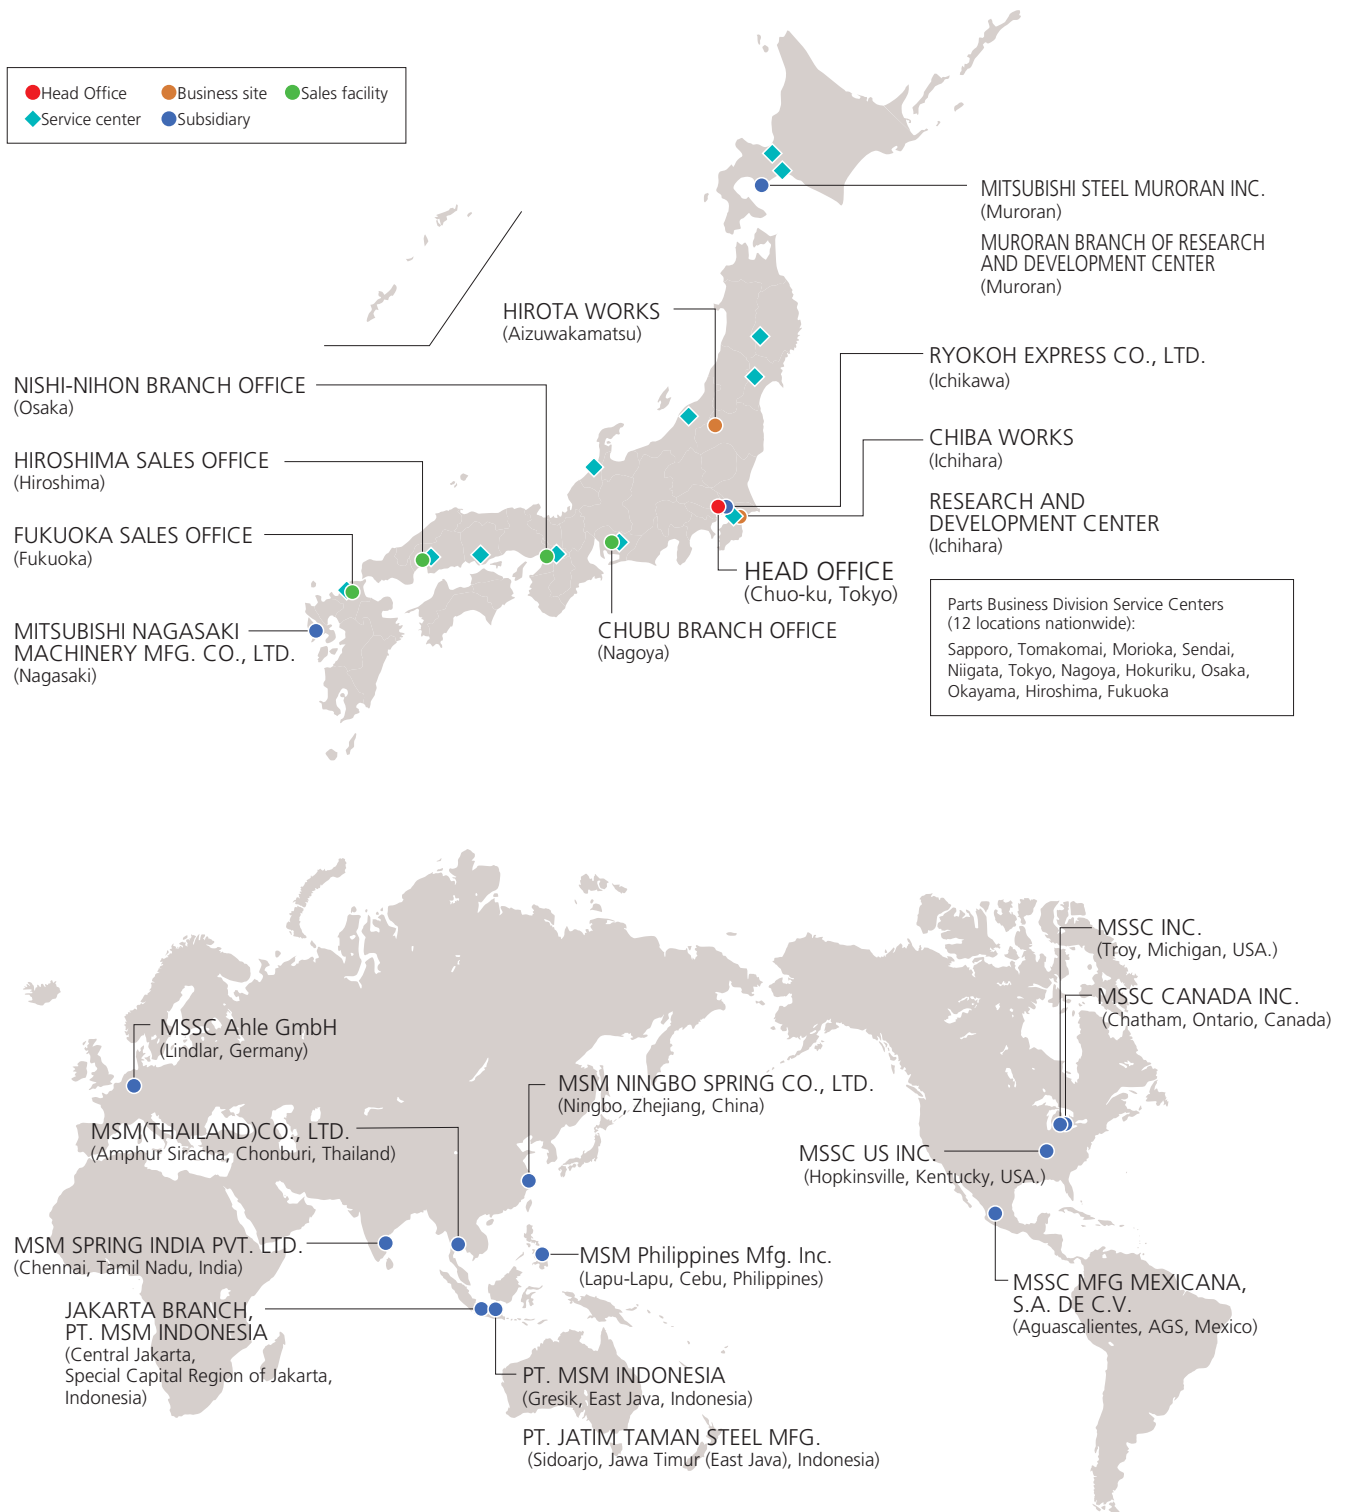 Head Office
Business site
Sales facility
Service center
Subsidiary
MITSUBISHI STEEL MURORAN INC.
(Muroran)
MURORAN BRANCH OF RESEARCH
AND DEVELOPMENT CENTER
(Muroran)
HIROTA WORKS
(Aizuwakamatsu)
RYOKOH EXPRESS CO., LTD.
(Ichikawa)
NISHI-NIHON BRANCH OFFICE
(Osaka)
CHIBA WORKS
(Ichihara)
HIROSHIMA SALES OFFICE
(Hiroshima)
RESEARCH AND
DEVELOPMENT CENTER
(Ichihara)
FUKUOKA SALES OFFICE
(Fukuoka)
HEAD OFFICE
(Chuo-ku, Tokyo)
MITSUBISHI NAGASAKI
MACHINERY MFG. CO., LTD.
(Nagasaki)
CHUBU BRANCH OFFICE
(Nagoya)
Parts Business Division Service Centers
(12 locations nationwide):
Sapporo, Tomakomai, Morioka, Sendai,
Niigata, Tokyo, Nagoya, Hokuriku, Osaka,
Okayama, Hiroshima, Fukuoka
MSSC INC.
(Troy, Michigan, USA.)
MSSC CANADA INC.
(Chatham, Ontario, Canada)
MSSC Ahle GmbH
(Lindlar, Germany)
MSM NINGBO SPRING CO., LTD.
(Ningbo, Zhejiang, China)
MSM(THAILAND)CO., LTD.
(Amphur Siracha, Chonburi, Thailand)
MSSC US INC.
(Hopkinsville, Kentucky, USA.)
MSM SPRING INDIA PVT. LTD.
(Chennai, Tamil Nadu, India)
MSM Philippines Mfg. Inc.
(Lapu-Lapu, Cebu, Philippines)
MSSC MFG MEXICANA,
S.A. DE C.V.
(Aguascalientes, AGS, Mexico)
JAKARTA BRANCH,
PT. MSM INDONESIA
(Central Jakarta,
Special Capital Region of Jakarta,
Indonesia)
PT. MSM INDONESIA
(Gresik, East Java, Indonesia)
PT. JATIM TAMAN STEEL MFG.
(Sidoarjo, Jawa Timur (East Java), Indonesia)